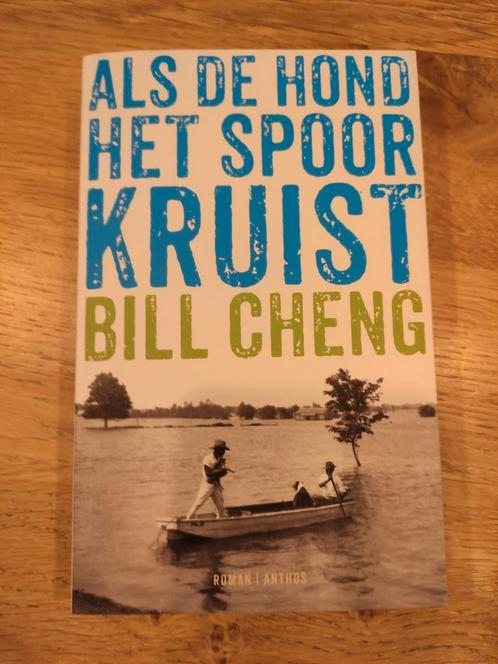 ALS DE HOND
HET SPOOR
KRUIST
BILL CHENG
ROMAN | ANTHOS